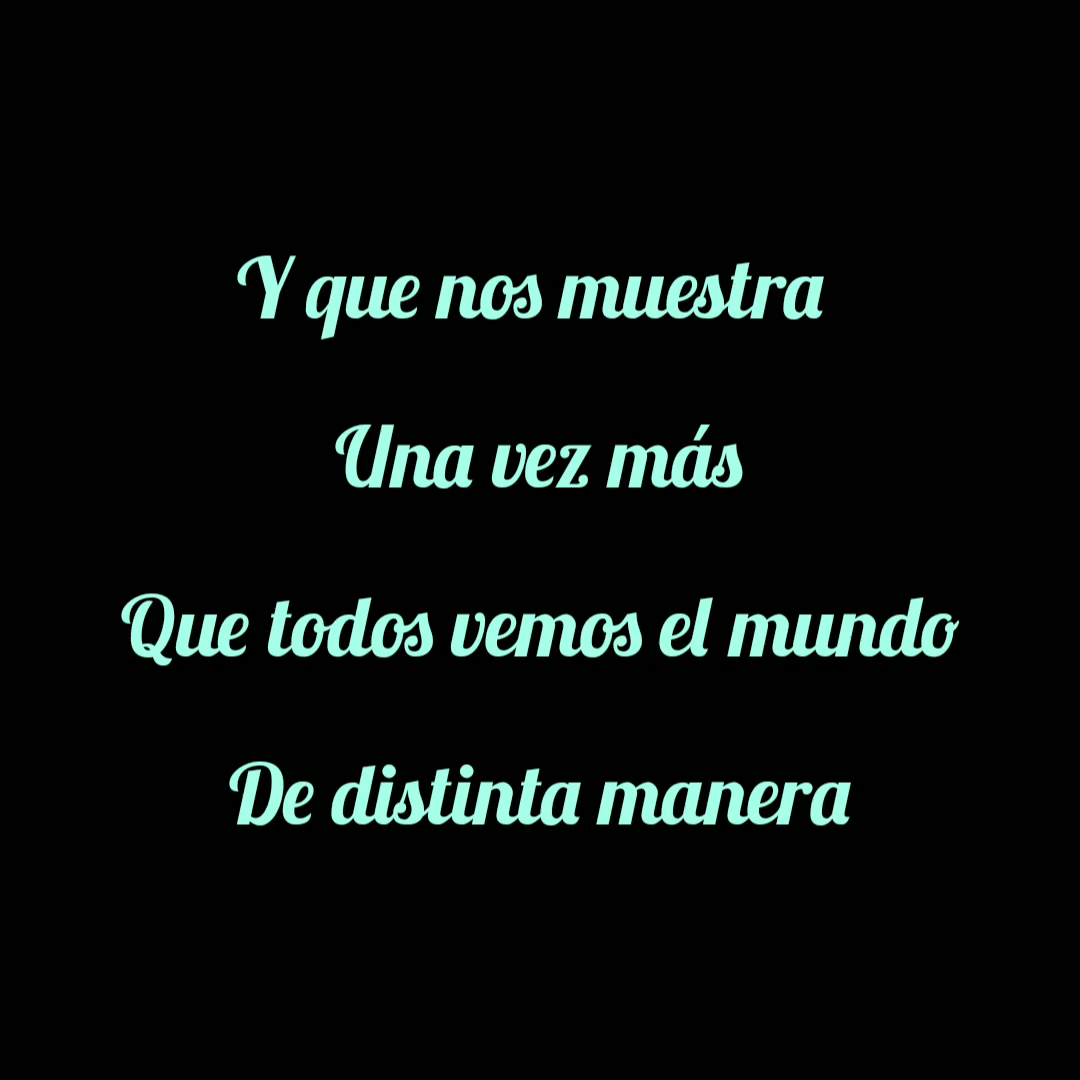 Y que nos muestra
Una vez más
Que todos vemos el mundo
De distinta manera